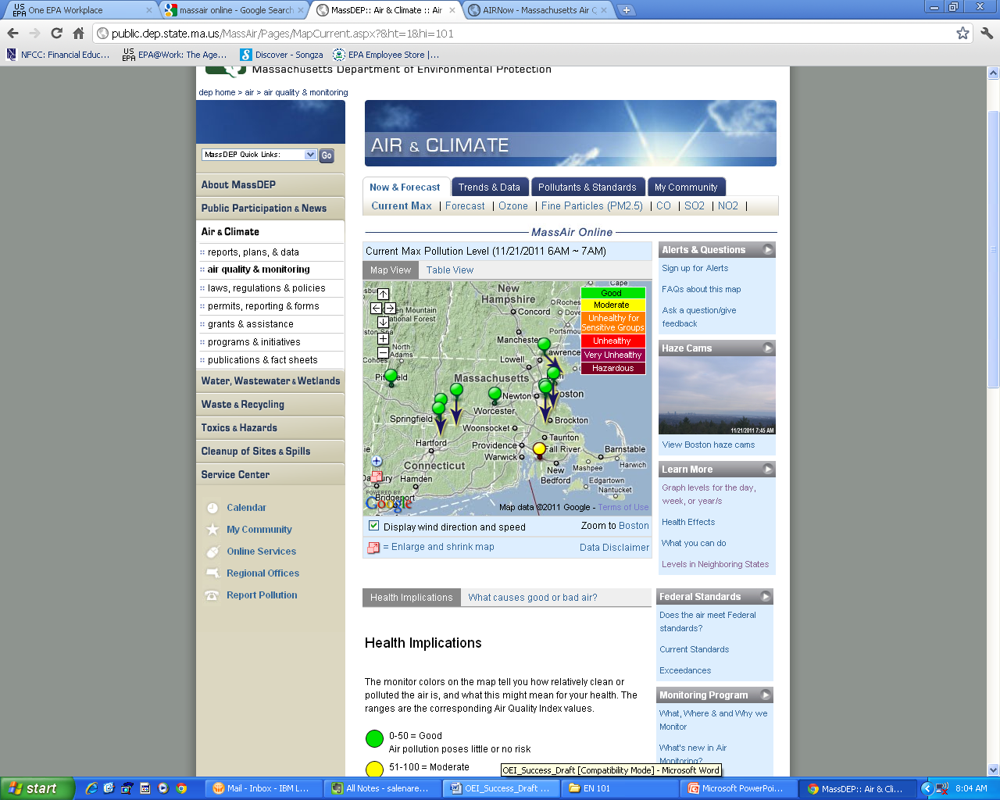 US EPA One EPA Workplace
massair online - Google Search
MassDEP:: Air & Climate :: Air
AIRNow - Massachusetts Air Q
public.dep.state.ma.us/MassAir/Pages/MapCurrent.aspx?&ht=1&hi=101
NFCC: Financial Educ...
US EPA EPA@Work: The Age...
Discover - Songza
EPA Employee Store |...
Massachusetts Department of Environmental Protection
dep home > air > air quality & monitoring
MassDEP Quick Links:
Go
About MassDEP
Public Participation & News
Air & Climate
reports, plans, & data
air quality & monitoring
laws, regulations & policies
permits, reporting & forms
grants & assistance
programs & initiatives
publications & fact sheets
Water, Wastewater & Wetlands
Waste & Recycling
Toxics & Hazards
Cleanup of Sites & Spills
Service Center
Calendar
My Community
Online Services
Regional Offices
Report Pollution
AIR & CLIMATE
Now & Forecast
Trends & Data
Pollutants & Standards
My Community
Current Max | Forecast | Ozone | Fine Particles (PM2.5) | CO | SO2 | NO2 |
MassAir Online
Current Max Pollution Level (11/21/2011 6AM ~ 7AM)
Map View
Table View
Good
Moderate
Unhealthy for
Sensitive Groups
Unhealthy
Very Unhealthy
Hazardous
New
Hampshire
Cape
Concord
Portsmou
Manchester
Lowell
awrence
North
Adams
Massachusetts
Newton
oston
Worcester
Springfield
Woonsocket
Brockton
Taunton
Hartford
Providence
Fall River
Barnstable
Warwick
Connecticut
New
Bedford
Mashpee
Harwich
Edgartown
Nantucket
Hamden
Bridgeport
POWERED BY
Google
Map data ©2011 Google - Terms of Use
Display wind direction and speed
Zoom to Boston
= Enlarge and shrink map
Data Disclaimer
Health Implications
What causes good or bad air?
Health Implications
The monitor colors on the map tell you how relatively clean or
polluted the air is, and what this might mean for your health. The
ranges are the corresponding Air Quality Index values.
0-50 = Good
Air pollution poses little or no risk
51-100 = Moderate
Alerts & Questions
Sign up for Alerts
FAQs about this map
Ask a question/give
feedback
Haze Cams
11/21/2011 7:45 AM
View Boston haze cams
Learn More
Graph levels for the day,
week, or year/s
Health Effects
What you can do
Levels in Neighboring States
Federal Standards
Does the air meet Federal
standards?
Current Standards
Exceedances
Monitoring Program
What, Where & and Why we
Monitor
What's new in Air
Monitoring?
OEI_Success_Draft [Compatibility Mode] - Microsoft Word
start
Mail - Inbox - IBM L...
All Notes - salenare...
OEI_Success_Draft ...
EN 101
Microsoft PowerPoi...
MassDEP:: Air & Cli...
8:04 AM